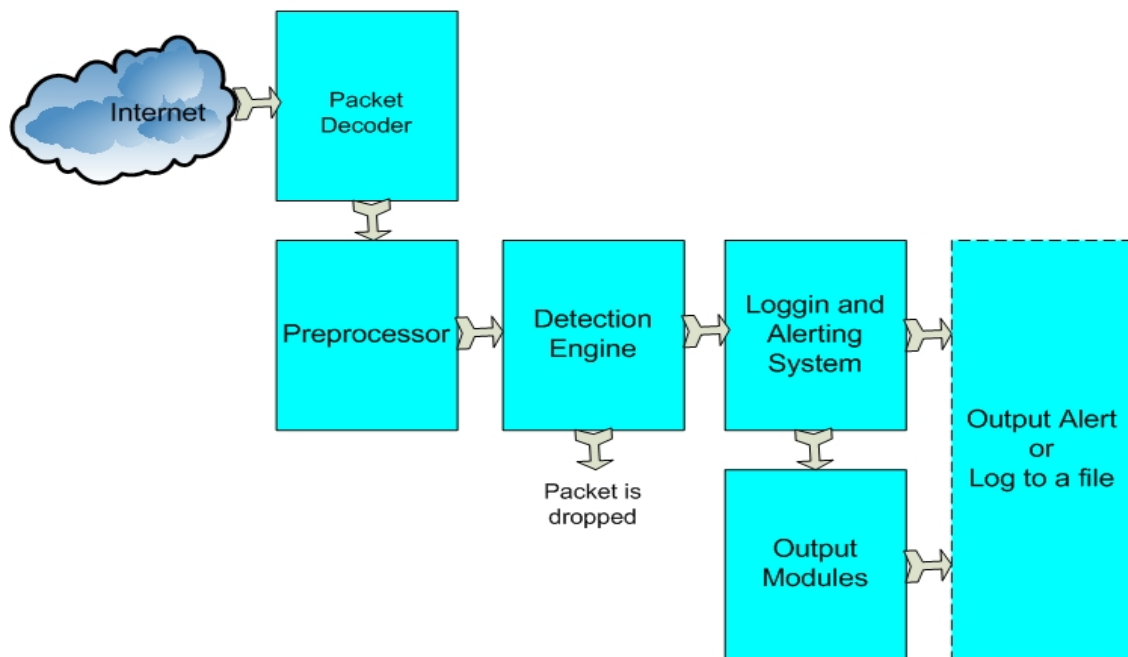 Internet
Packet
Decoder
Preprocessor
Detection
Engine
Loggin and
Alerting
System
Output Alert
or
Log to a file
Packet is
dropped
Output
Modules